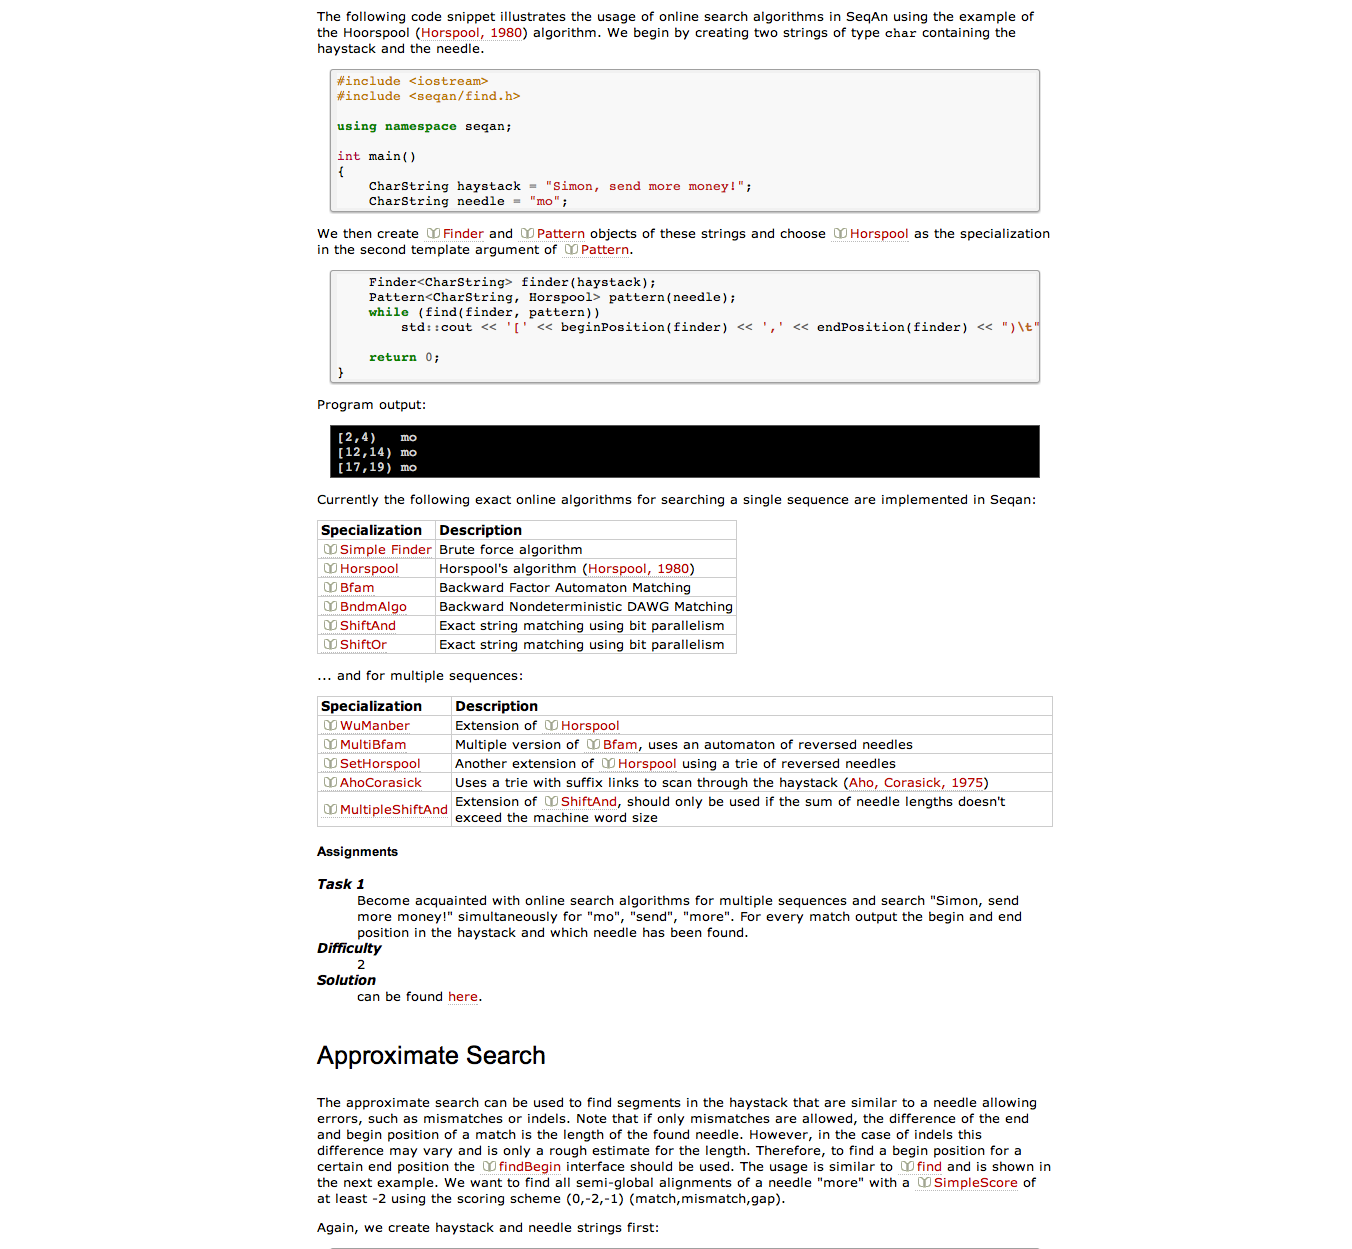 The following code snippet illustrates the usage of online search algorithms in SeqAn using the example of
the Hoorspool (Horspool, 1980) algorithm. We begin by creating two strings of type char containing the
haystack and the needle.
#include <iostream>
#include <seqan/find.h>
using namespace seqan;
int main()
{
CharString haystack = "Simon, send more money!";
CharString needle = "mo";
We then create Finder and Pattern objects of these strings and choose Horspool as the specialization
in the second template argument of Pattern.
Finder<CharString> finder(haystack);
Pattern<CharString, Horspool> pattern(needle);
while (find(finder, pattern))
std::cout << '[' << beginPosition(finder) << ',' << endPosition(finder) << ")\t"
return 0;
}
Program output:
[2,4) mo
[12,14) mo
[17,19) mo
Currently the following exact online algorithms for searching a single sequence are implemented in Seqan:
Specialization Description
Simple Finder Brute force algorithm
Horspool Horspool's algorithm (Horspool, 1980)
Bfam Backward Factor Automaton Matching
BndmAlgo Backward Nondeterministic DAWG Matching
ShiftAnd Exact string matching using bit parallelism
ShiftOr Exact string matching using bit parallelism
... and for multiple sequences:
Specialization Description
WuManber Extension of Horspool
MultiBfam Multiple version of Bfam, uses an automaton of reversed needles
SetHorspool Another extension of Horspool using a trie of reversed needles
AhoCorasick Uses a trie with suffix links to scan through the haystack (Aho, Corasick, 1975)
MultipleShiftAnd Extension of ShiftAnd, should only be used if the sum of needle lengths doesn't
exceed the machine word size
Assignments
Task 1
Become acquainted with online search algorithms for multiple sequences and search "Simon, send
more money!" simultaneously for "mo", "send", "more". For every match output the begin and end
position in the haystack and which needle has been found.
Difficulty
2
Solution
can be found here.
Approximate Search
The approximate search can be used to find segments in the haystack that are similar to a needle allowing
errors, such as mismatches or indels. Note that if only mismatches are allowed, the difference of the end
and begin position of a match is the length of the found needle. However, in the case of indels this
difference may vary and is only a rough estimate for the length. Therefore, to find a begin position for a
certain end position the findBegin interface should be used. The usage is similar to find and is shown in
the next example. We want to find all semi-global alignments of a needle "more" with a SimpleScore of
at least -2 using the scoring scheme (0,-2,-1) (match,mismatch,gap).
Again, we create haystack and needle strings first: